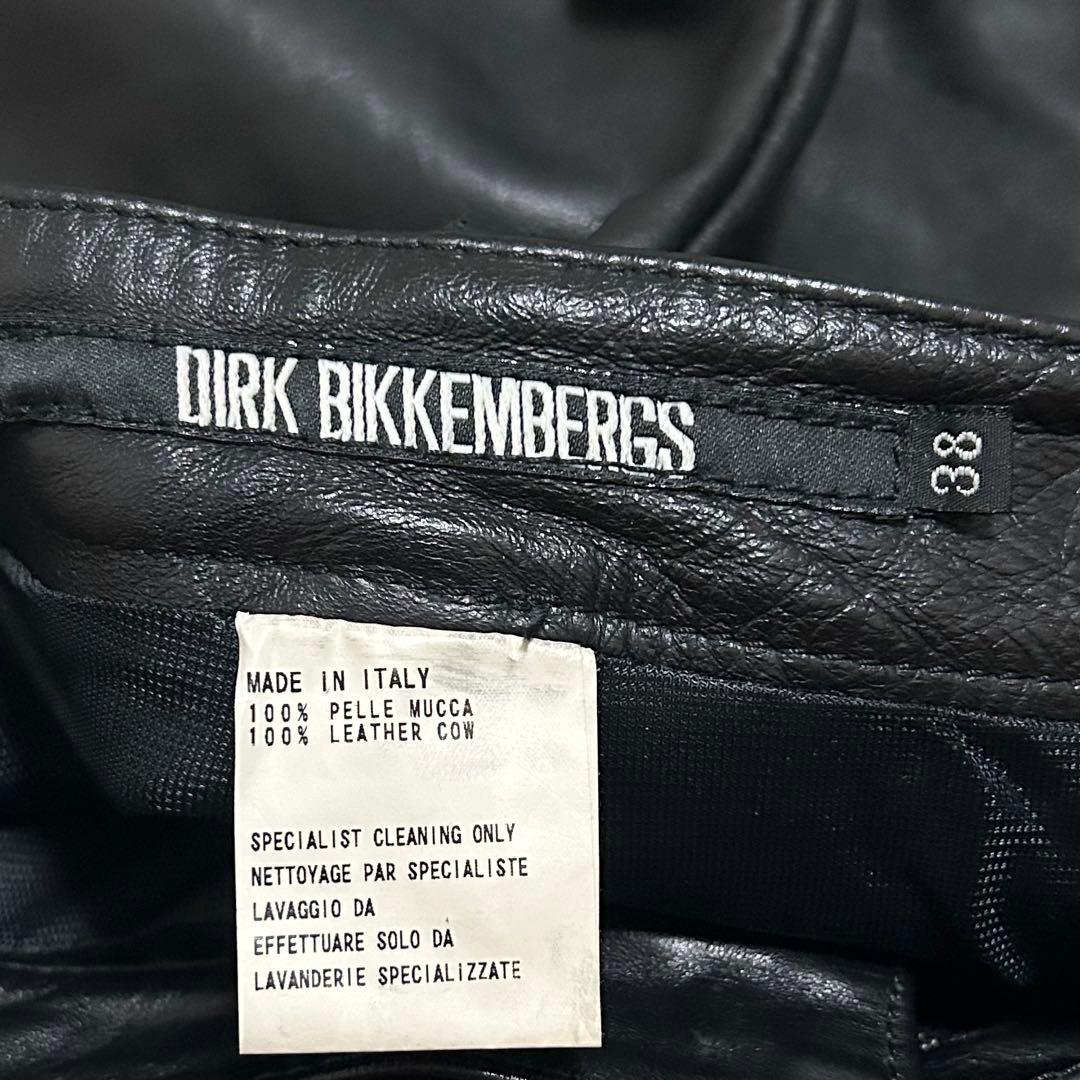 DIRK BIKKEMBERGS
38
MADE IN ITALY
100% PELLE MUCCA
100% LEATHER COW
SPECIALIST CLEANING ONLY
NETTOYAGE PAR SPECIALISTE
LAVAGGIO DA
EFFETTUARE SOLO DA
LAVANDERIE SPECIALIZZATE